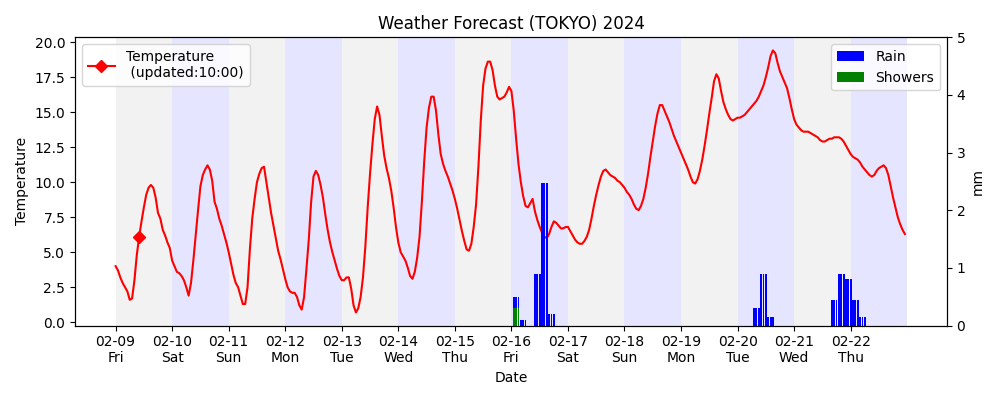 Weather Forecast (TOKYO) 2024
Temperature
(updated:10:00)
Rain
Showers
Temperature
20.0
17.5
15.0
12.5
10.0
7.5
5.0
2.5
0.0
5
4
3
2
1
0
mm
02-09 02-10 02-11 02-12 02-13 02-14 02-15 02-16 02-17 02-18 02-19 02-20 02-21 02-22
Fri Sat Sun Mon Tue Wed Thu Fri Sat Sun Mon Tue Wed Thu
Date